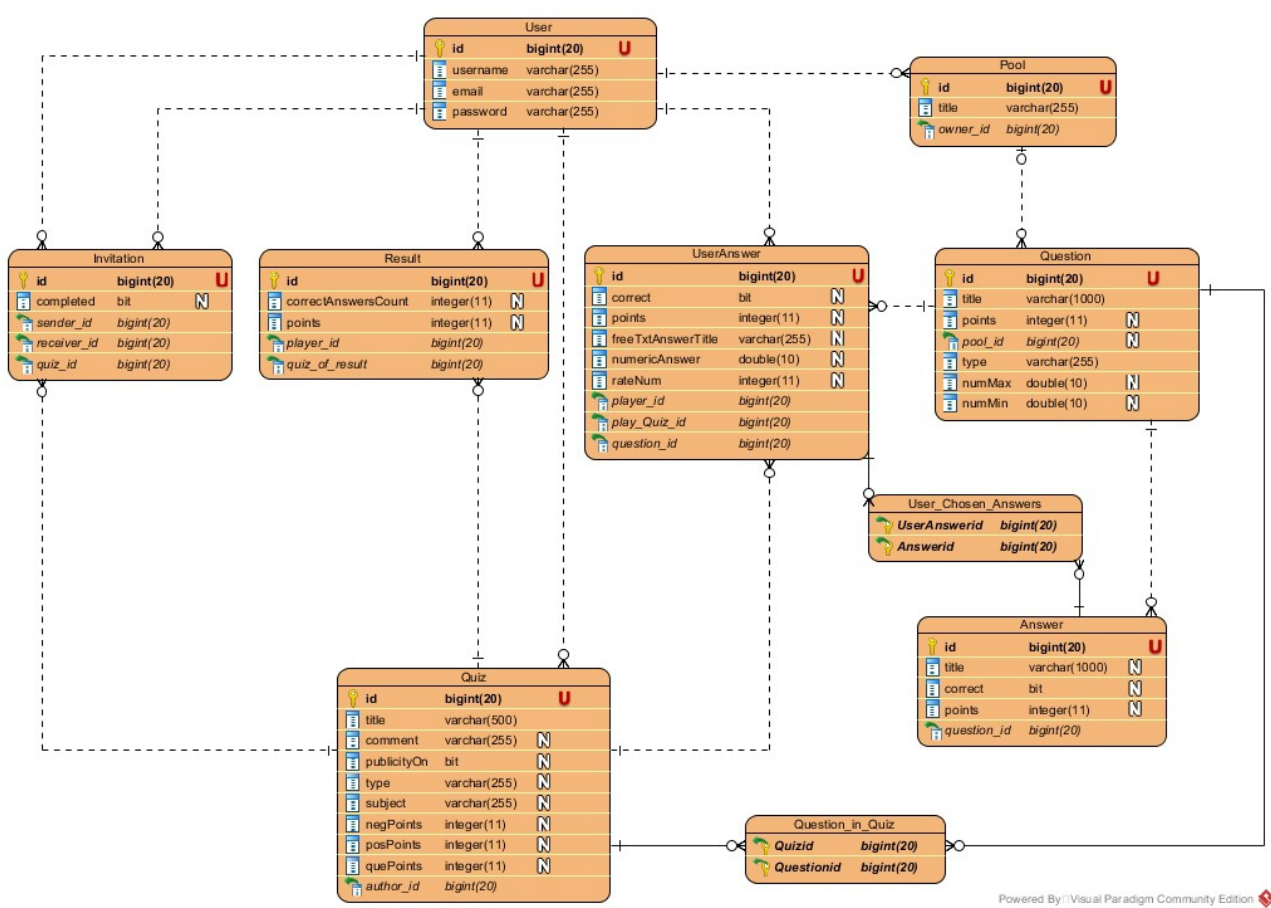 User
id bigint(20) U
username varchar(255)
email varchar(255)
password varchar(255)
Pool
id bigint(20) U
title varchar(255)
owner_id bigint(20)
Invitation
id bigint(20) U
completed bit N
sender_id bigint(20)
receiver_id bigint(20)
quiz_id bigint(20)
Result
id bigint(20) U
correctAnswersCount integer(11) N
points integer(11) N
player_id bigint(20)
quiz_of_result bigint(20)
UserAnswer
id bigint(20) U
correct bit N
points integer(11) N
freeTxtAnswerTitle varchar(255) N
numericAnswer double(10) N
rateNum integer(11) N
player_id bigint(20)
play_Quiz_id bigint(20)
question_id bigint(20)
Question
id bigint(20) U
title varchar(1000)
points integer(11) N
pool_id bigint(20) N
type varchar(255)
numMax double(10) N
numMin double(10) N
User_Chosen_Answers
UserAnswerid bigint(20)
Answerid bigint(20)
Answer
id bigint(20) U
title varchar(1000) N
correct bit N
points integer(11) N
question_id bigint(20)
Quiz
id bigint(20) U
title varchar(500)
comment varchar(255) N
publicityOn bit N
type varchar(255) N
subject varchar(255) N
negPoints integer(11) N
posPoints integer(11) N
quePoints integer(11) N
author_id bigint(20)
Question_in_Quiz
Quizid bigint(20)
Questionid bigint(20)
Powered By Visual Paradigm Community Edition